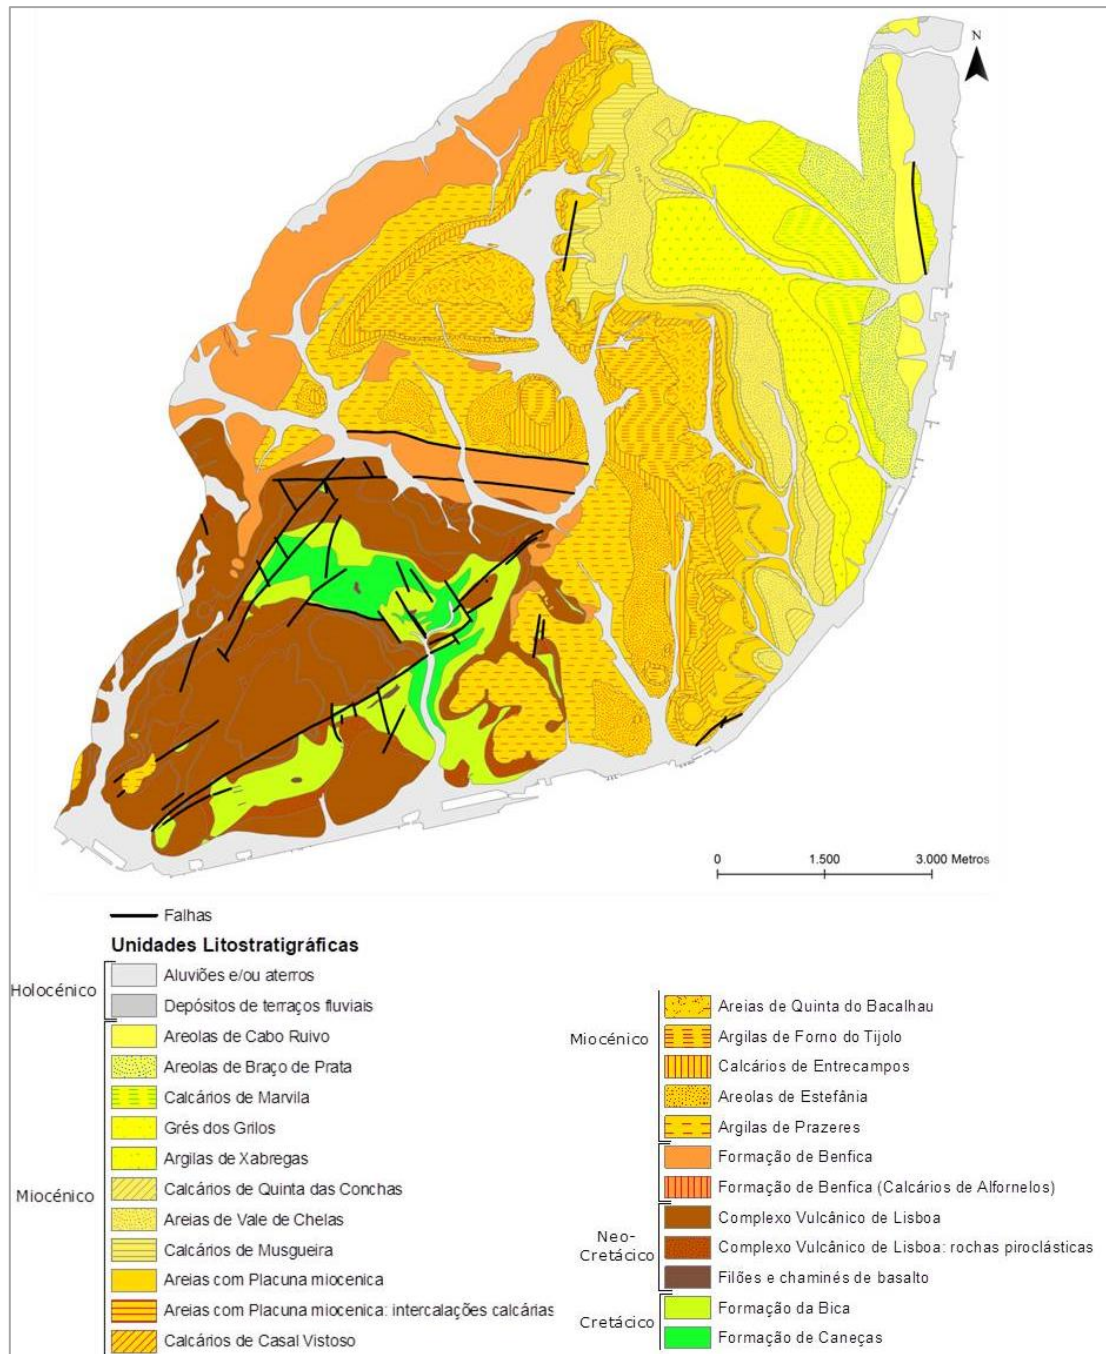 N
0 1.500 3.000 Metros
Falhas
Unidades Litostratigráficas
Holocénico
Aluviões e/ou aterros
Depósitos de terraços fluviais
Miocénico
Areolas de Cabo Ruivo
Areolas de Braço de Prata
Calcários de Marvila
Grés dos Grilos
Argilas de Xabregas
Calcários de Quinta das Conchas
Areias de Vale de Chelas
Calcários de Musgueira
Areias com Placuna miocenica
Areias com Placuna miocenica: intercalações calcárias
Calcários de Casal Vistoso
Miocénico
Areias de Quinta do Bacalhau
Argilas de Forno do Tijolo
Calcários de Entrecampos
Areolas de Estefânia
Argilas de Prazeres
Formação de Benfica
Formação de Benfica (Calcários de Alfornelos)
Neo-
Cretácico
Complexo Vulcânico de Lisboa
Complexo Vulcânico de Lisboa: rochas piroclásticas
Filões e chaminés de basalto
Cretácico
Formação da Bica
Formação de Caneças